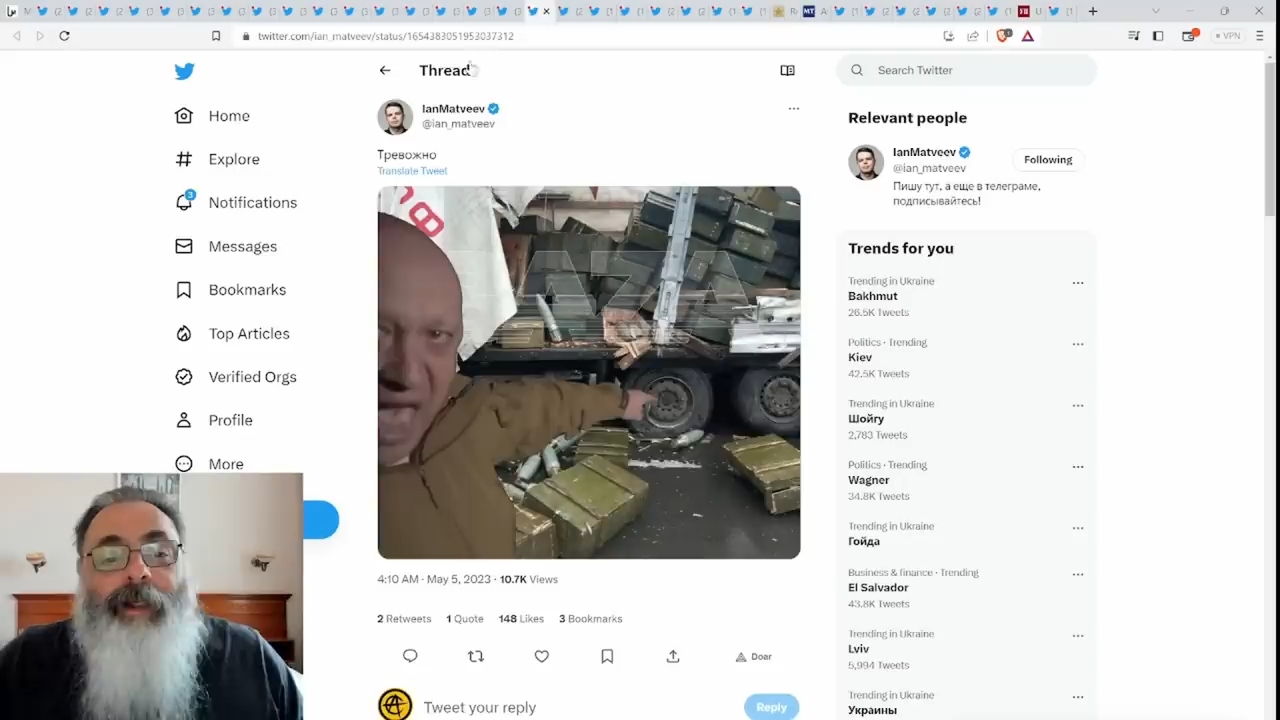 twitter.com/ian_matveev/status/1654383051953037312
VPN
Home
Explore
3
Notifications
Messages
Bookmarks
Top Articles
Verified Orgs
Profile
More
Thread
IanMatveev
@ian_matveev
Тревожно
Translate Tweet
4:10 AM · May 5, 2023 · 10.7K Views
2 Retweets 1 Quote 148 Likes 3 Bookmarks
Doar
Tweet your reply
Reply
Search Twitter
Relevant people
IanMatveev
@ian_matveev
Following
Пишу тут, а еще в телеграме,
подписывайтесь!
Trends for you
Trending in Ukraine
Bakhmut
26.5K Tweets
Politics · Trending
Kiev
42.5K Tweets
Trending in Ukraine
Шойгу
2,783 Tweets
Politics · Trending
Wagner
34.8K Tweets
Trending in Ukraine
Гойда
Business & finance · Trending
El Salvador
43.8K Tweets
Trending in Ukraine
Lviv
5,994 Tweets
Trending in Ukraine
Украины